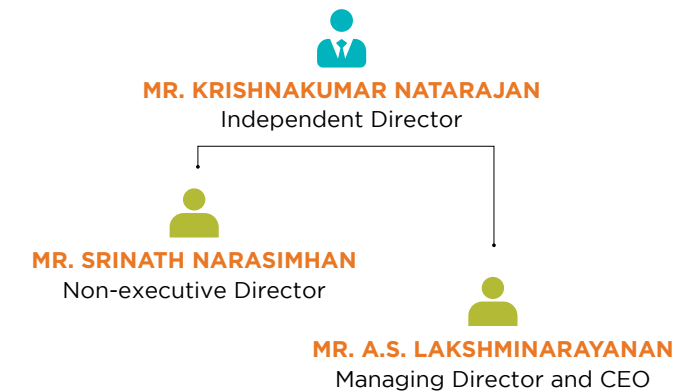 MR. KRISHNAKUMAR NATARAJAN
Independent Director
MR. SRINATH NARASIMHAN
Non-executive Director
MR. A.S. LAKSHMINARAYANAN
Managing Director and CEO